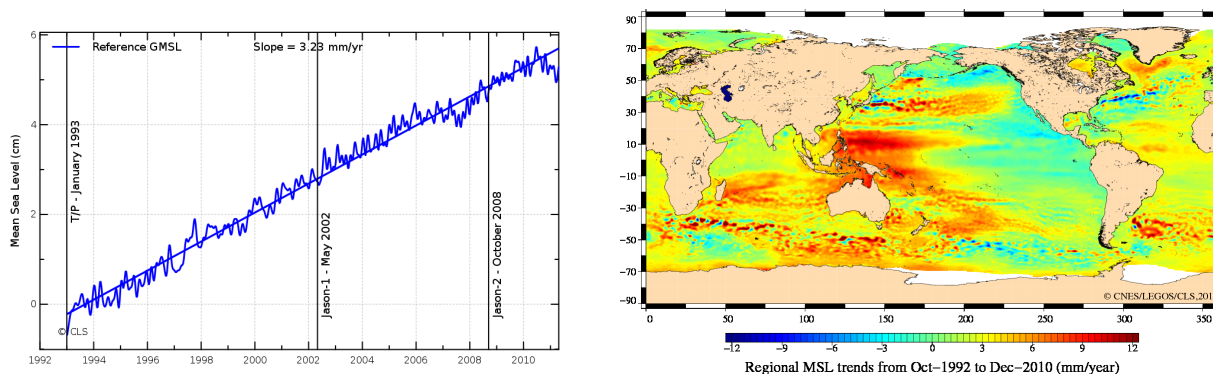 Reference GMSL
Slope = 3.23 mm/yr
Mean Sea Level (cm)
6
4
2
0
T/P - January 1993
Jason-1 - May 2002
Jason-2 - October 2008
© CLS
1992 1994 1996 1998 2000 2002 2004 2006 2008 2010
90
70
50
30
10
−10
−30
−50
−70
−90
© CNES/LEGOS/CLS,201
0 50 100 150 200 250 300 350
−12 −9 −6 −3 0 3 6 9 12
Regional MSL trends from Oct−1992 to Dec−2010 (mm/year)